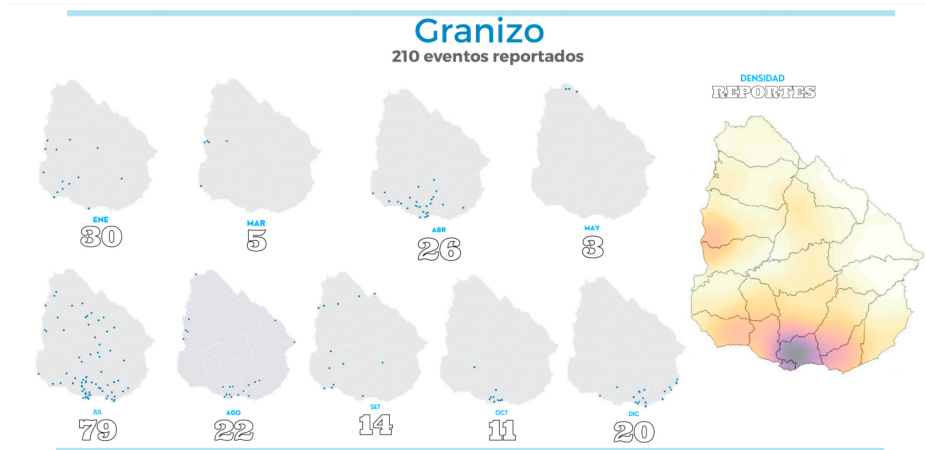 Granizo
210 eventos reportados
DENSIDAD
REPORTES
ENE
30
MAR
5
ABR
26
MAY
3
JUL
79
AGO
22
SET
14
OCT
11
DIC
20